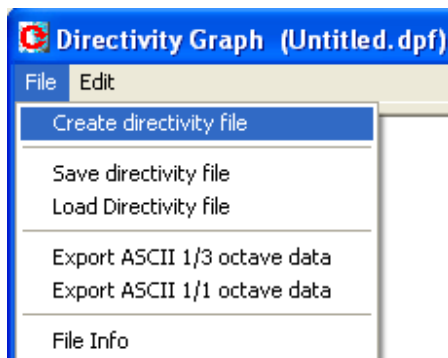 Directivity Graph (Untitled.dpf)
File Edit
Create directivity file
Save directivity file
Load Directivity file
Export ASCII 1/3 octave data
Export ASCII 1/1 octave data
File Info